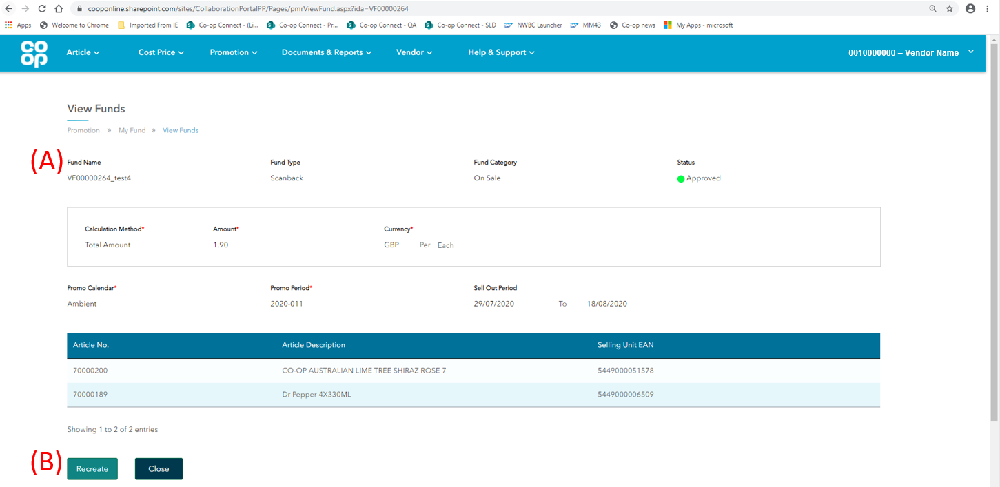 cooponline.sharepoint.com/sites/CollaborationPortalPP/Pages/pmrViewFund.aspx?ida=VF00000264
Apps Welcome to Chrome Imported From IE Co-op Connect - (Li... Co-op Connect - Pr... Co-op Connect - QA Co-op Connect - SLD NWBC Launcher MM43 Co-op news My Apps - microsoft
CO
OP
Article Cost Price Promotion Documents & Reports Vendor Help & Support 0010000000 – Vendor Name
View Funds
Promotion » My Fund » View Funds
(A) Fund Name Fund Type Fund Category Status
VF00000264_test4 Scanback On Sale Approved
Calculation Method* Amount* Currency*
Total Amount 1.90 GBP Per Each
Promo Calendar* Promo Period* Sell Out Period
Ambient 2020-011 29/07/2020 To 18/08/2020
Article No. Article Description Selling Unit EAN
70000200 CO-OP AUSTRALIAN LIME TREE SHIRAZ ROSE 7 5449000051578
70000189 Dr Pepper 4X330ML 5449000006509
Showing 1 to 2 of 2 entries
(B) Recreate Close